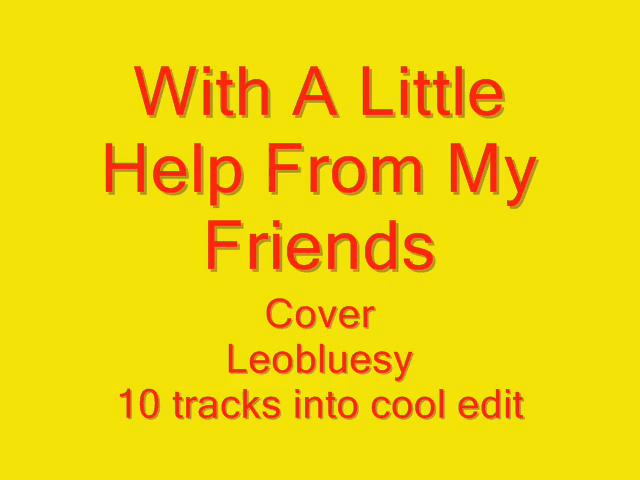 With A Little
Help From My
Friends
Cover
Leobluesy
10 tracks into cool edit